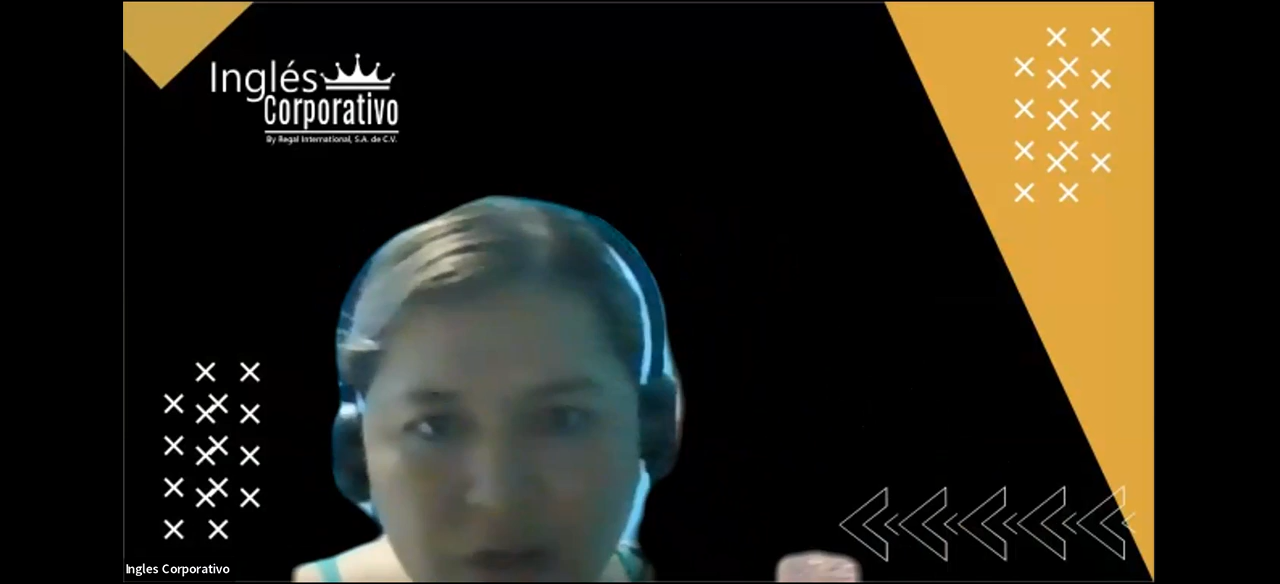 Inglés
Corporativo
By Regal International, S.A. de C.V.
Ingles Corporativo